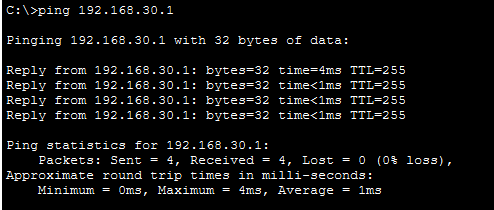 C:\>ping 192.168.30.1
Pinging 192.168.30.1 with 32 bytes of data:
Reply from 192.168.30.1: bytes=32 time=4ms TTL=255
Reply from 192.168.30.1: bytes=32 time<1ms TTL=255
Reply from 192.168.30.1: bytes=32 time<1ms TTL=255
Reply from 192.168.30.1: bytes=32 time<1ms TTL=255
Ping statistics for 192.168.30.1:
    Packets: Sent = 4, Received = 4, Lost = 0 (0% loss),
Approximate round trip times in milli-seconds:
    Minimum = 0ms, Maximum = 4ms, Average = 1ms